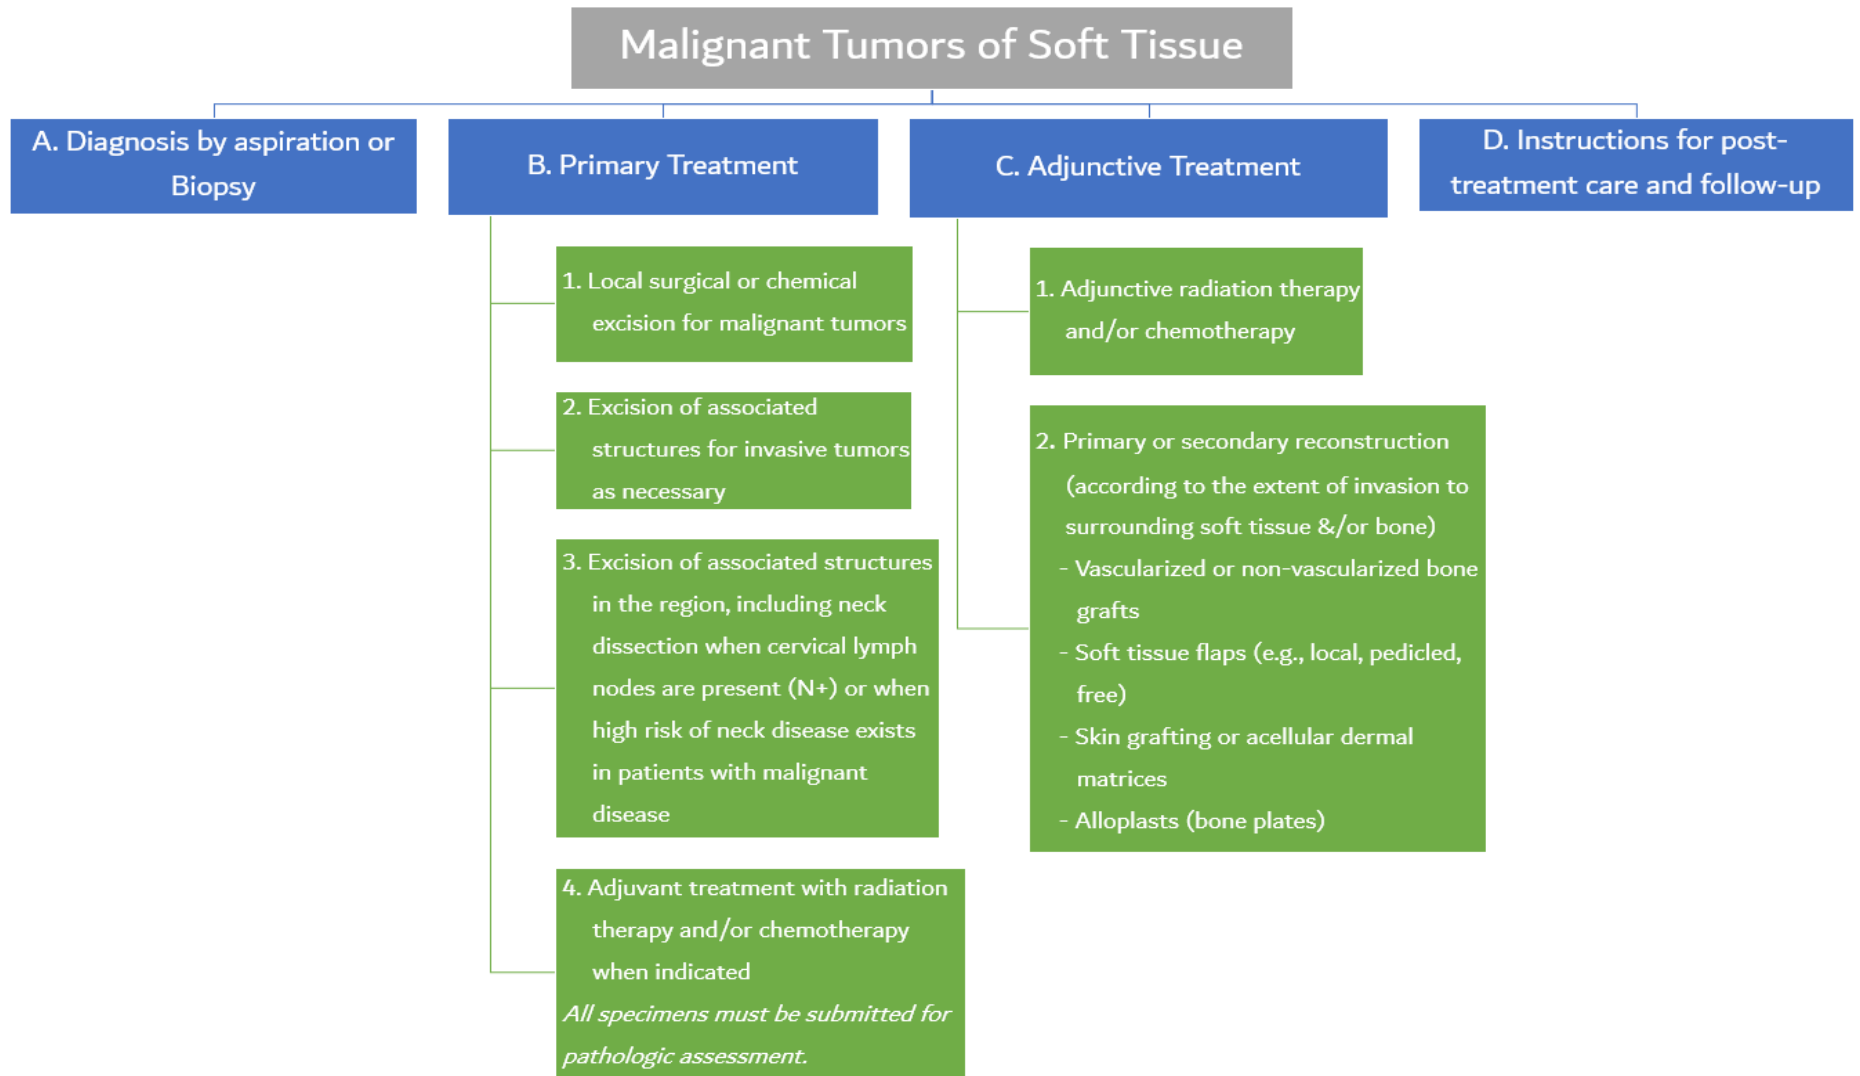 Malignant Tumors of Soft Tissue
A. Diagnosis by aspiration or
Biopsy
B. Primary Treatment
C. Adjunctive Treatment
D. Instructions for post-
treatment care and follow-up
1. Local surgical or chemical
excision for malignant tumors
2. Excision of associated
structures for invasive tumors
as necessary
3. Excision of associated structures
in the region, including neck
dissection when cervical lymph
nodes are present (N+) or when
high risk of neck disease exists
in patients with malignant
disease
4. Adjuvant treatment with radiation
therapy and/or chemotherapy
when indicated
All specimens must be submitted for
pathologic assessment.
1. Adjunctive radiation therapy
and/or chemotherapy
2. Primary or secondary reconstruction
(according to the extent of invasion to
surrounding soft tissue &/or bone)
- Vascularized or non-vascularized bone
grafts
- Soft tissue flaps (e.g., local, pedicled,
free)
- Skin grafting or acellular dermal
matrices
- Alloplasts (bone plates)